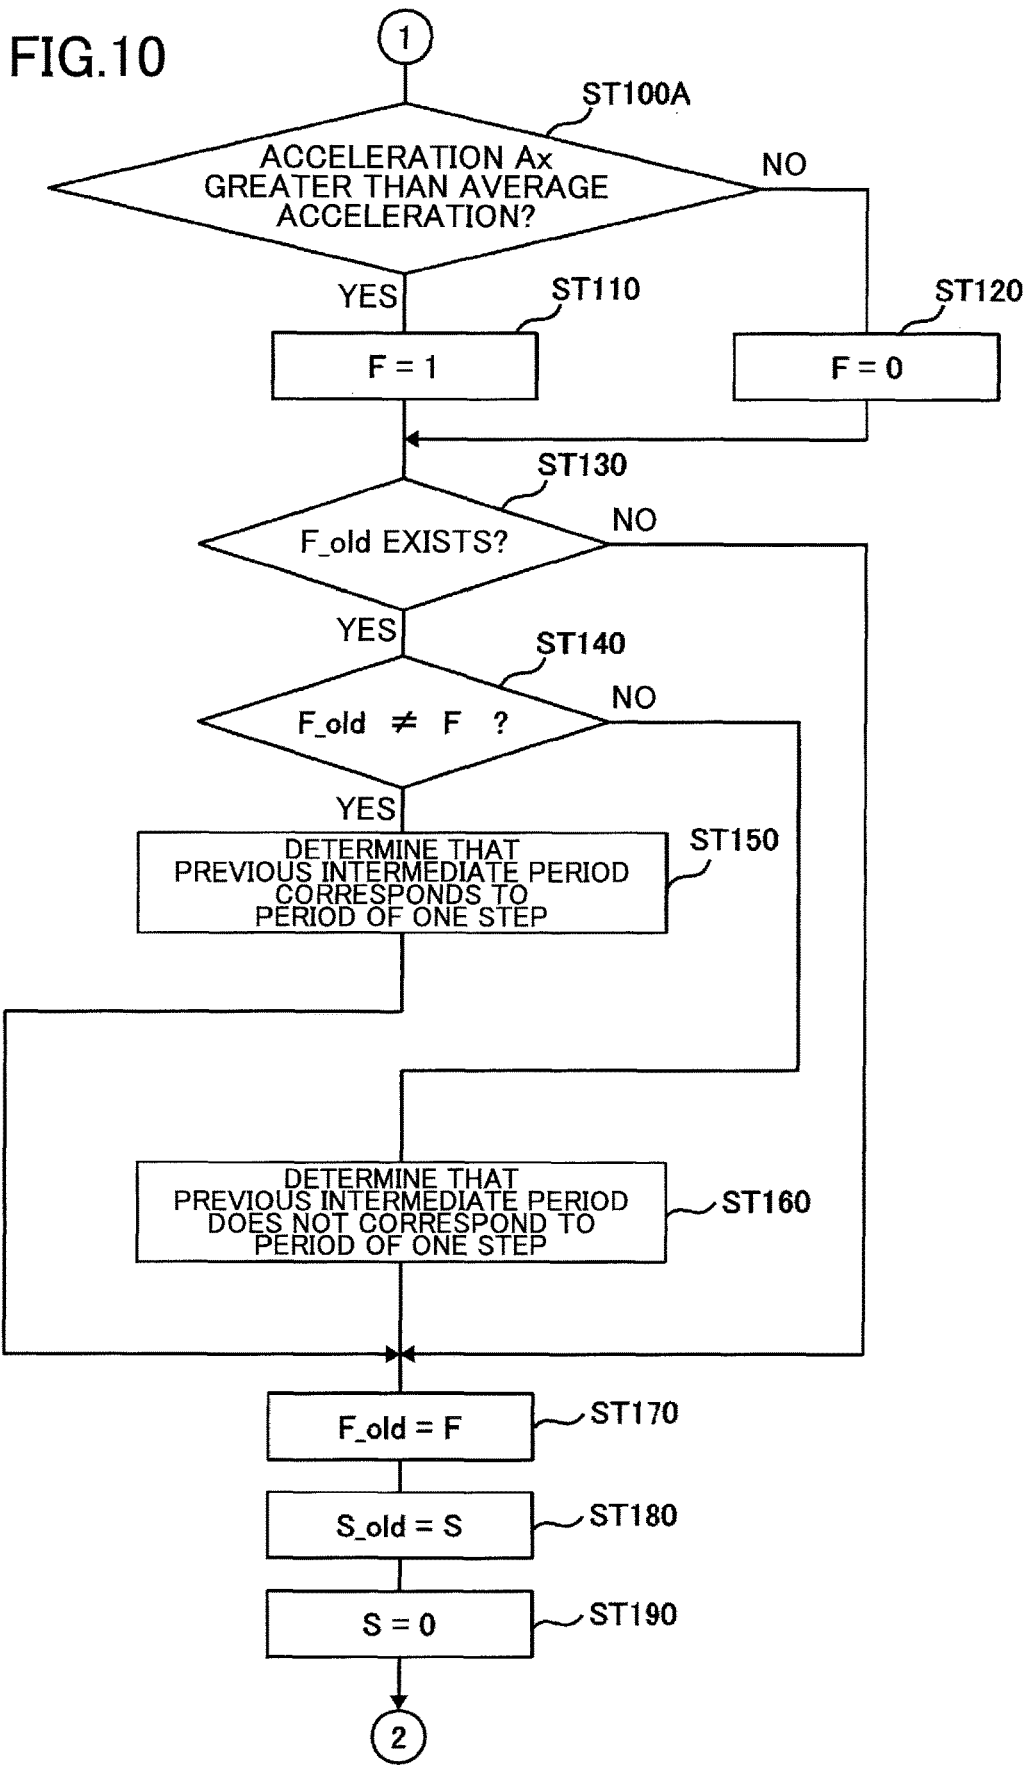 FIG.10
1
ST100A
ACCELERATION Ax
GREATER THAN AVERAGE
ACCELERATION?
NO
YES
ST110
ST120
F = 1
F = 0
ST130
F_old EXISTS?
NO
YES
ST140
F_old ≠ F ?
NO
YES
ST150
DETERMINE THAT
PREVIOUS INTERMEDIATE PERIOD
CORRESPONDS TO
PERIOD OF ONE STEP
DETERMINE THAT
PREVIOUS INTERMEDIATE PERIOD
DOES NOT CORRESPOND TO
PERIOD OF ONE STEP
ST160
F_old = F
ST170
S_old = S
ST180
S = 0
ST190
2